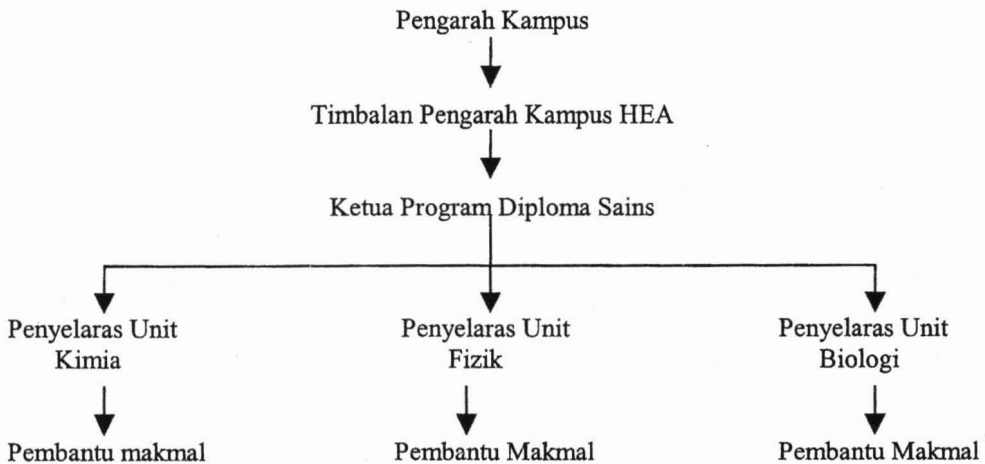 Pengarah Kampus
Timbalan Pengarah Kampus HEA
Ketua Program Diploma Sains
Penyelaras Unit
Kimia
Penyelaras Unit
Fizik
Penyelaras Unit
Biologi
Pembantu makmal
Pembantu Makmal
Pembantu Makmal